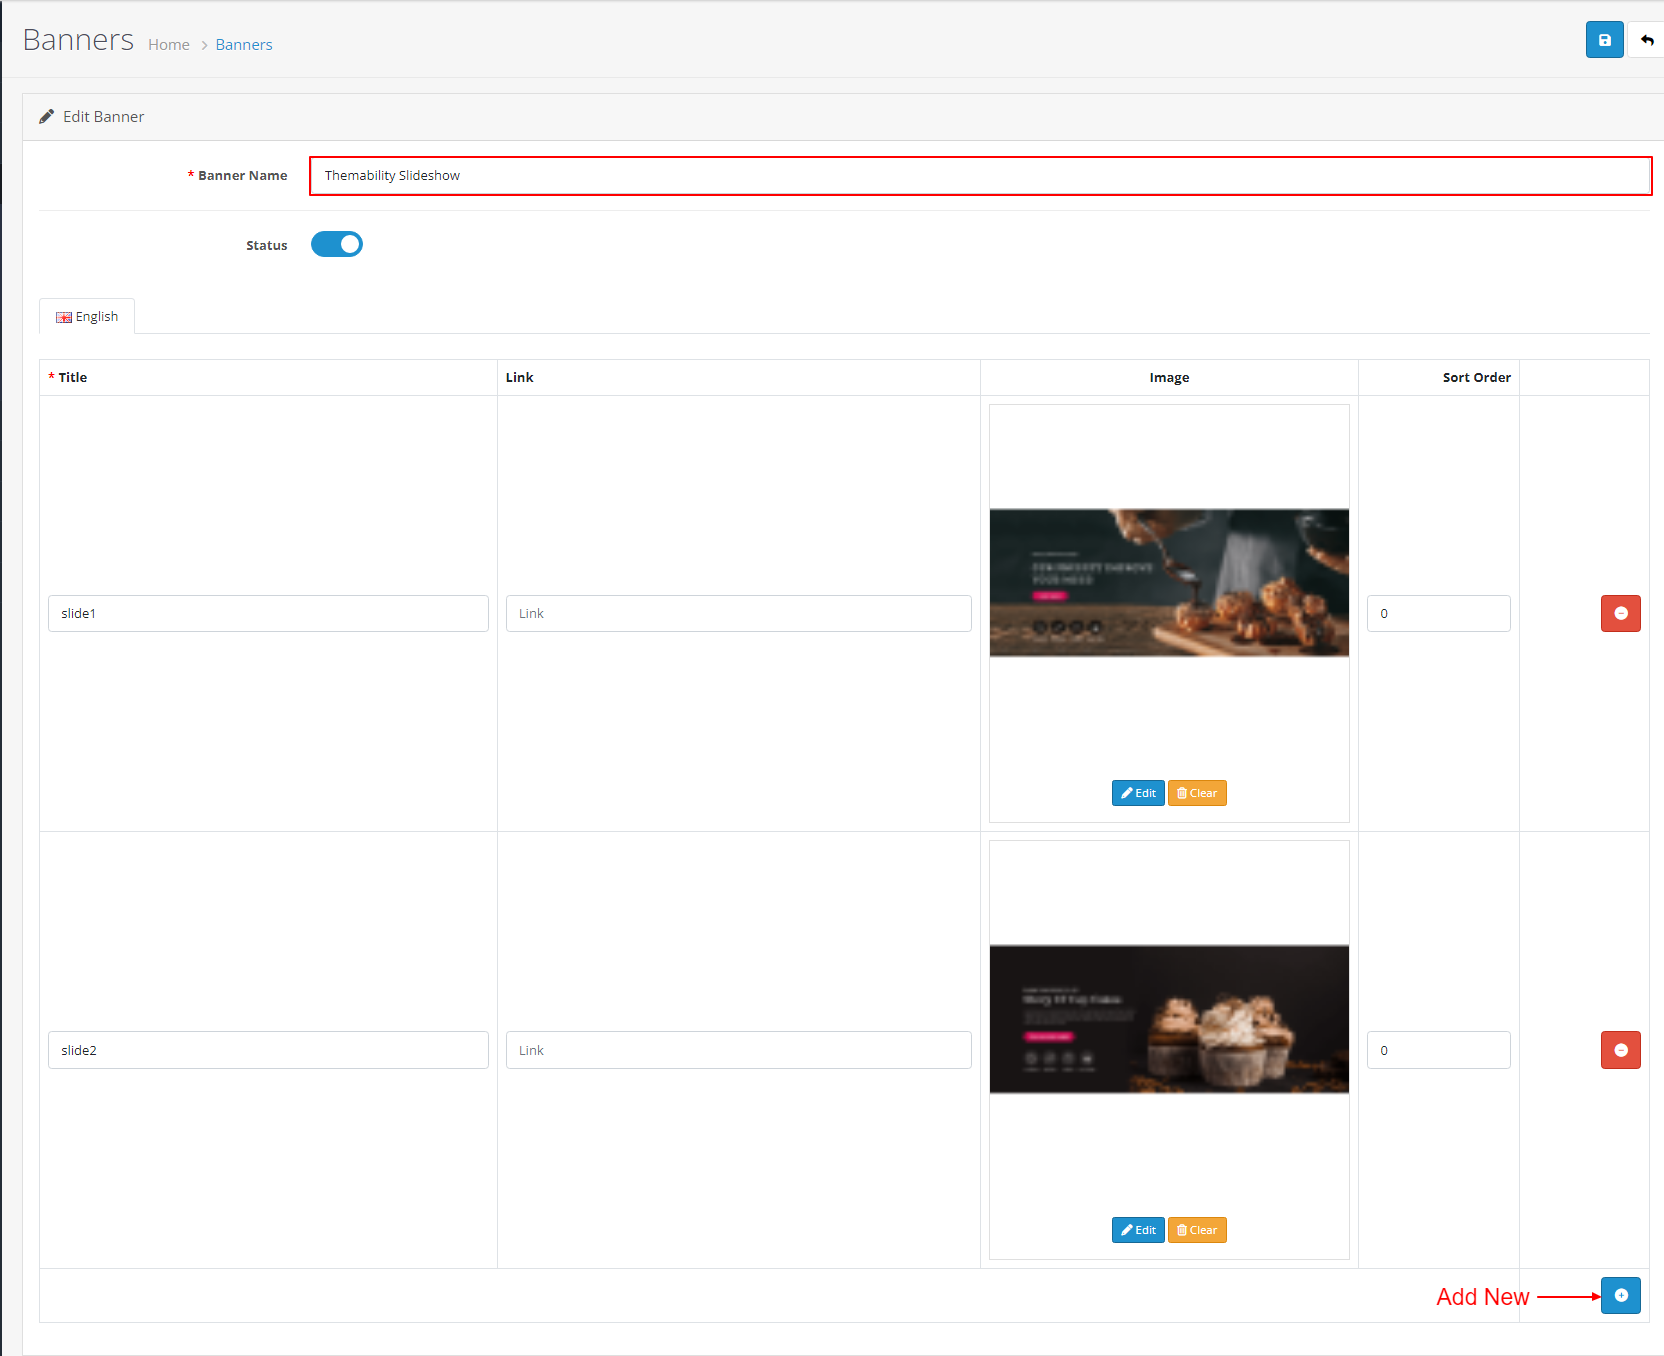 Banners Home > Banners
Edit Banner
* Banner Name Themability Slideshow
Status
English
* Title Link Image Sort Order
slide1 Link 0
Edit Clear
slide2 Link 0
Edit Clear
Add New